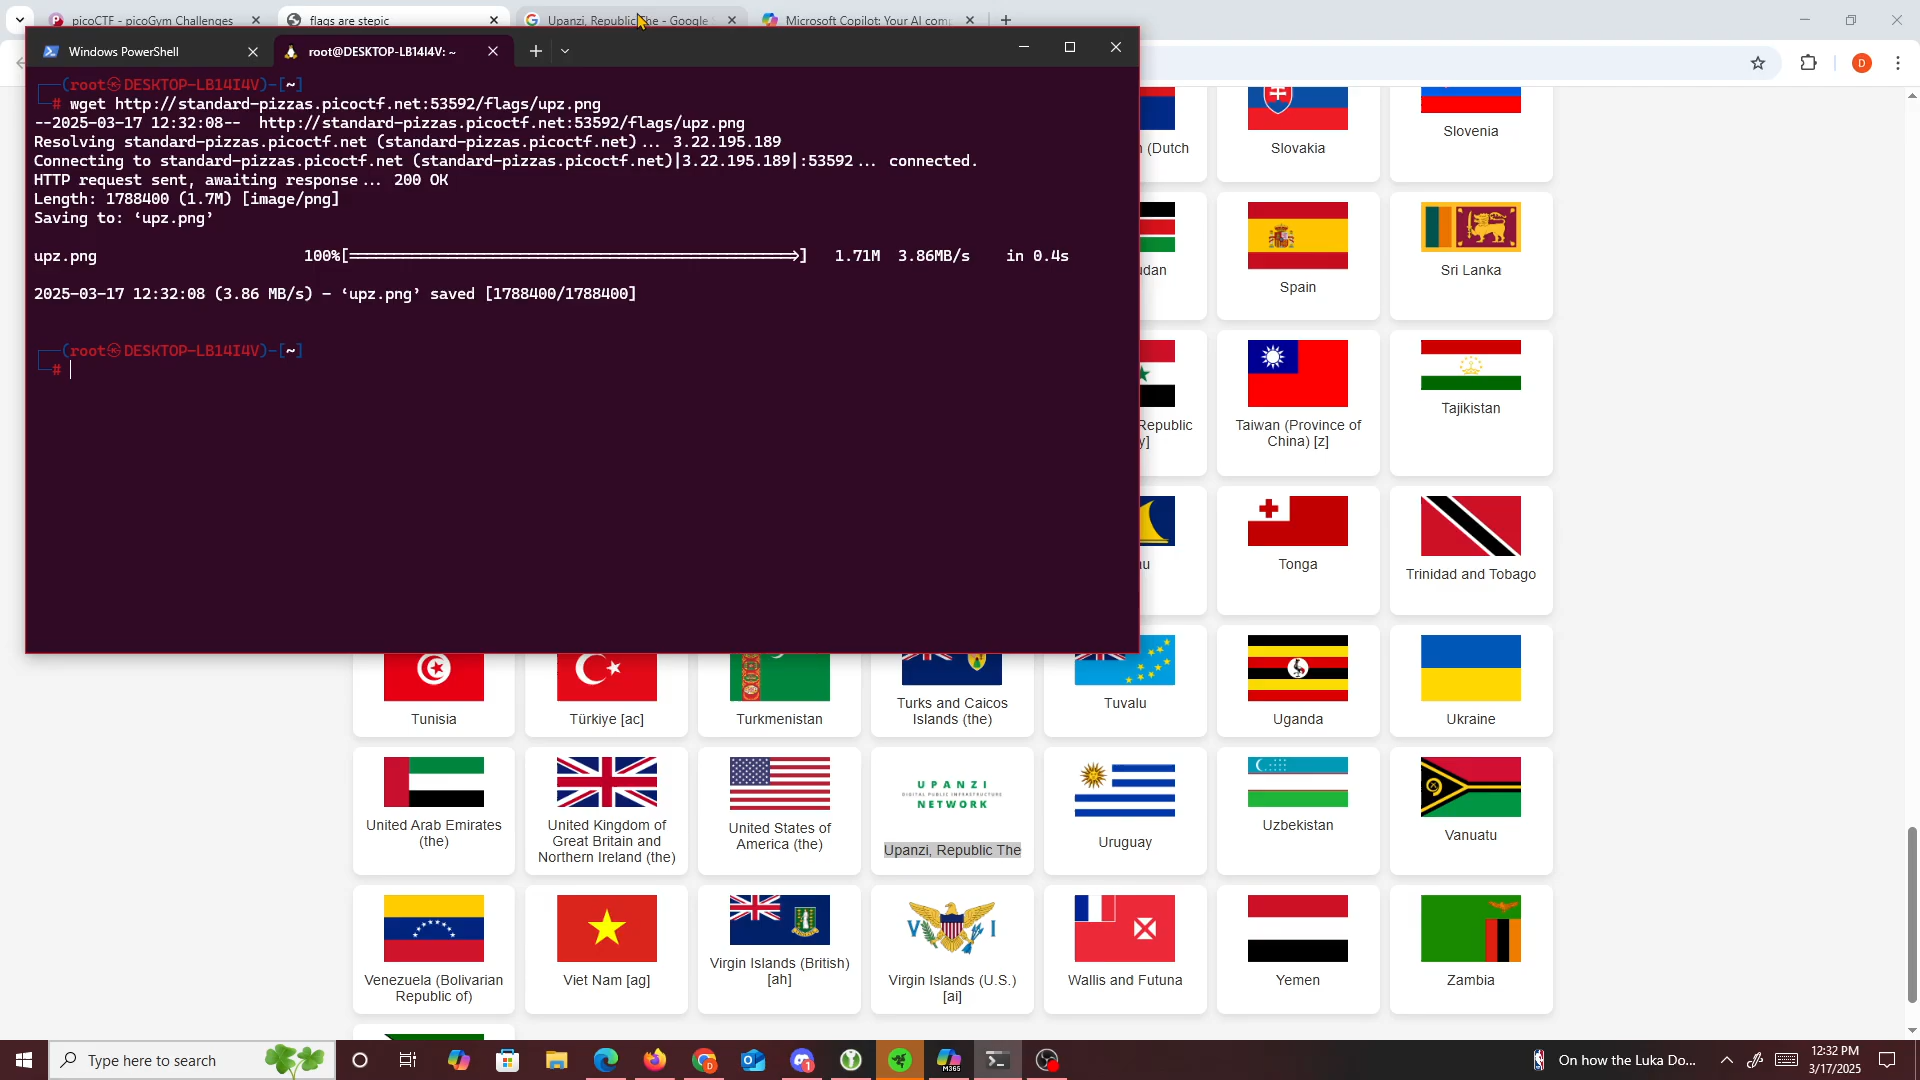 picoCTF - picoGym Challenges
flags are stepic
Upanzi, Republic The - Google
Microsoft Copilot: Your AI com
Windows PowerShell
root@DESKTOP-LB14I4V: ~
┌──(root㉿DESKTOP-LB14I4V)-[~]
└─# wget http://standard-pizzas.picoctf.net:53592/flags/upz.png
--2025-03-17 12:32:08--  http://standard-pizzas.picoctf.net:53592/flags/upz.png
Resolving standard-pizzas.picoctf.net (standard-pizzas.picoctf.net)... 3.22.195.189
Connecting to standard-pizzas.picoctf.net (standard-pizzas.picoctf.net)|3.22.195.189|:53592... connected.
HTTP request sent, awaiting response... 200 OK
Length: 1788400 (1.7M) [image/png]
Saving to: ‘upz.png’
upz.png 100%[=================================================>] 1.71M 3.86MB/s in 0.4s
2025-03-17 12:32:08 (3.86 MB/s) - ‘upz.png’ saved [1788400/1788400]
┌──(root㉿DESKTOP-LB14I4V)-[~]
└─#
D
(Dutch
Slovakia
Slovenia
dan
Spain
Sri Lanka
Republic
y]
Taiwan (Province of
China) [z]
Tajikistan
u
Tonga
Trinidad and Tobago
Tunisia
Türkiye [ac]
Turkmenistan
Turks and Caicos
Islands (the)
Tuvalu
Uganda
Ukraine
United Arab Emirates
(the)
United Kingdom of
Great Britain and
Northern Ireland (the)
United States of
America (the)
UPANZI
DIGITAL PUBLIC INFRASTRUCTURE
NETWORK
Upanzi, Republic The
Uruguay
Uzbekistan
Vanuatu
Venezuela (Bolivarian
Republic of)
Viet Nam [ag]
Virgin Islands (British)
[ah]
V I
Virgin Islands (U.S.)
[ai]
Wallis and Futuna
Yemen
Zambia
Type here to search
D
1
M365
On how the Luka Do...
12:32 PM
3/17/2025